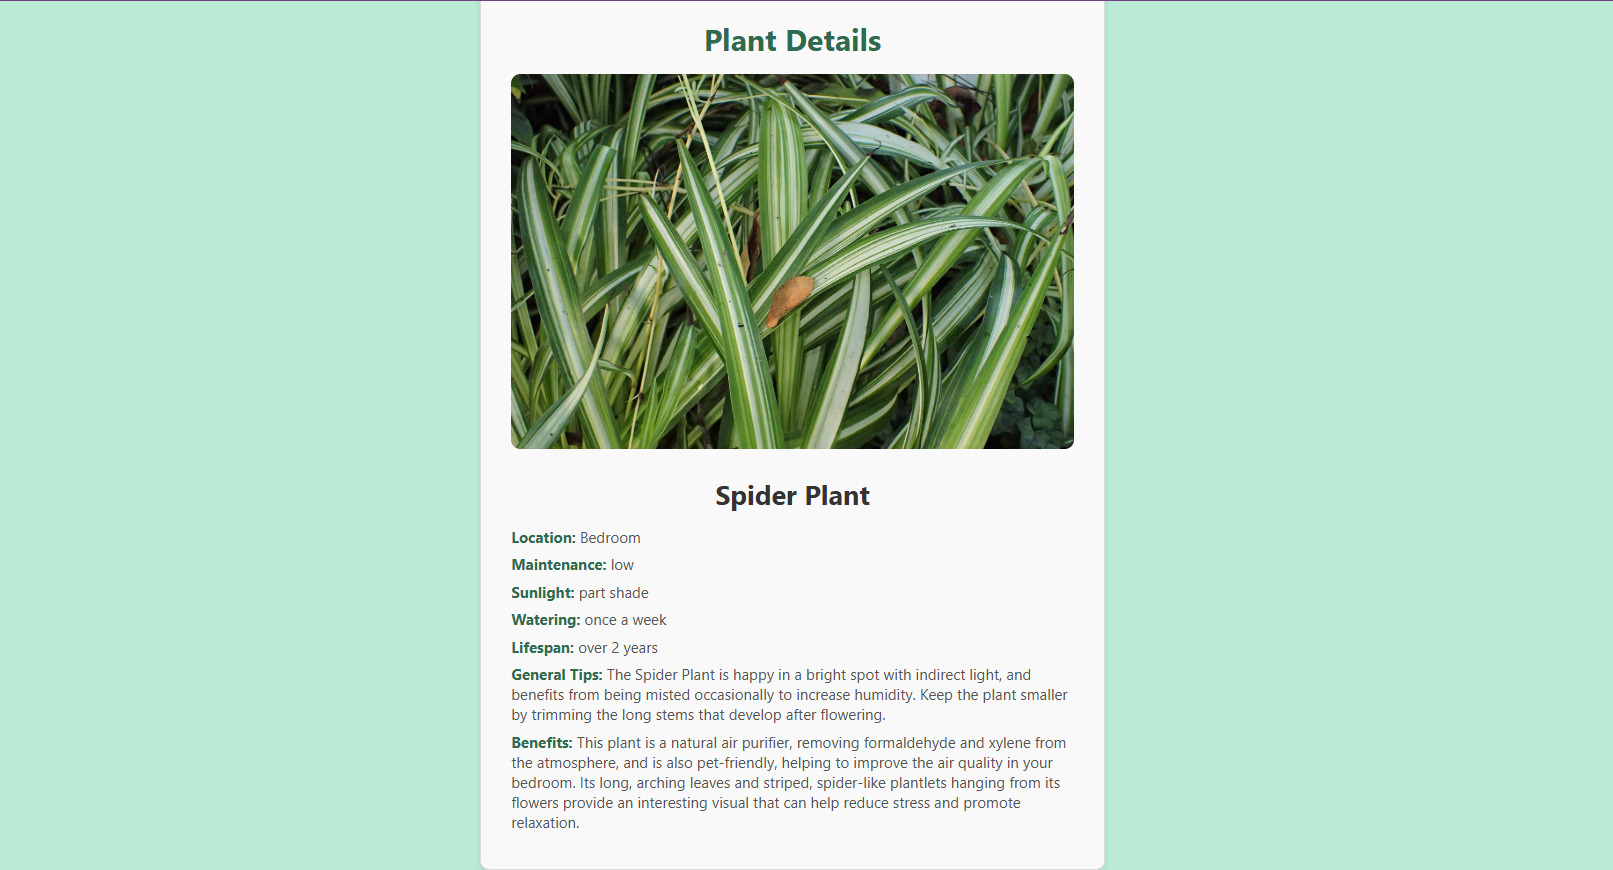 Plant Details
Spider Plant
Location: Bedroom
Maintenance: low
Sunlight: part shade
Watering: once a week
Lifespan: over 2 years
General Tips: The Spider Plant is happy in a bright spot with indirect light, and
benefits from being misted occasionally to increase humidity. Keep the plant smaller
by trimming the long stems that develop after flowering.
Benefits: This plant is a natural air purifier, removing formaldehyde and xylene from
the atmosphere, and is also pet-friendly, helping to improve the air quality in your
bedroom. Its long, arching leaves and striped, spider-like plantlets hanging from its
flowers provide an interesting visual that can help reduce stress and promote
relaxation.